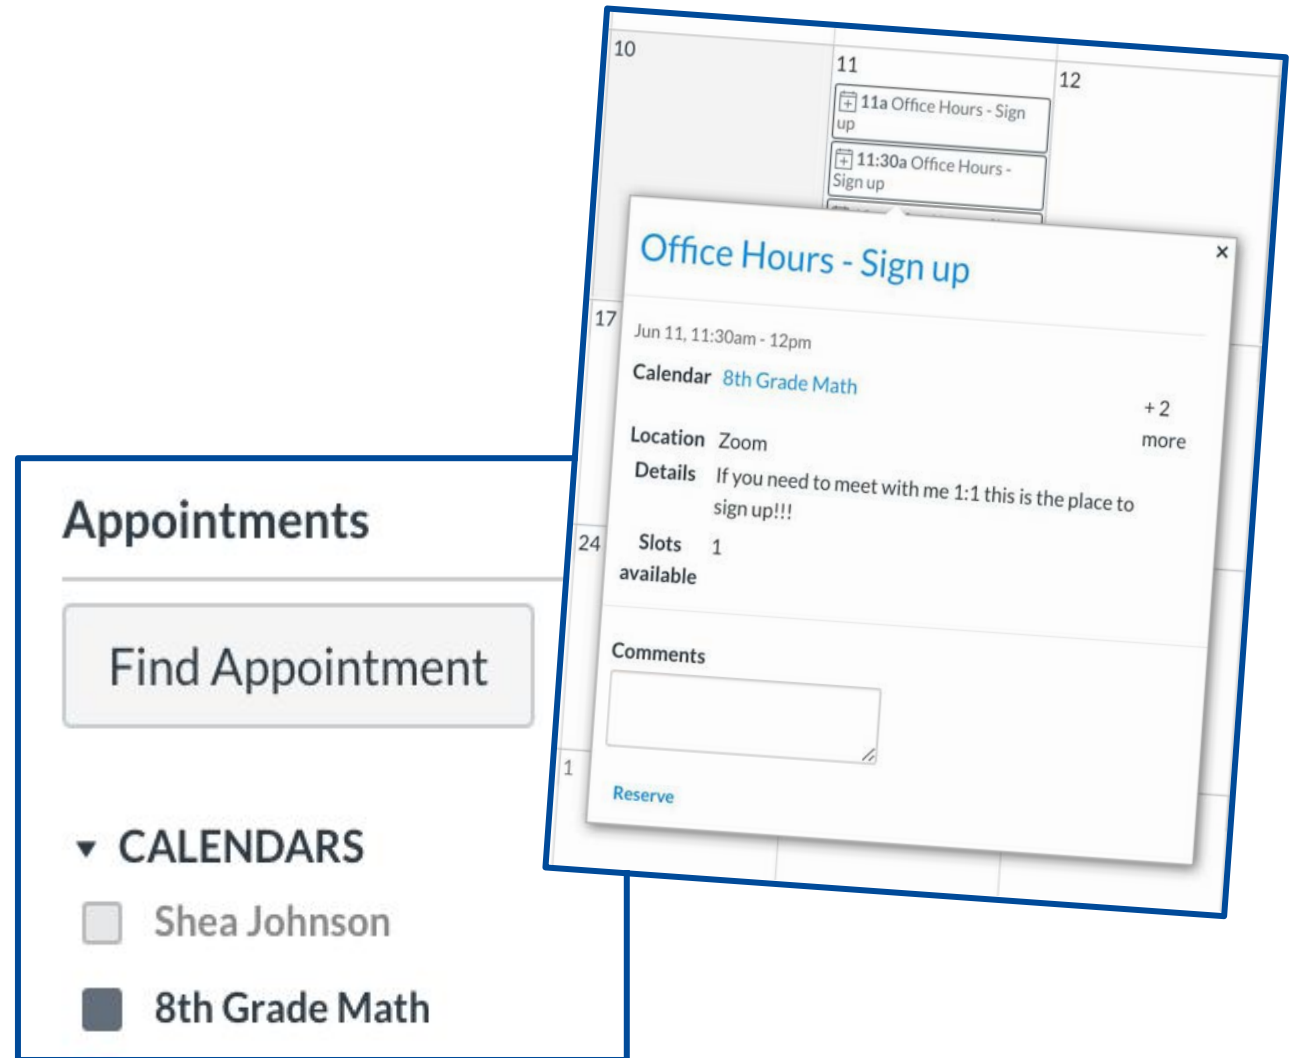 10
11
12
11a Office Hours - Sign
up
11:30a Office Hours -
Sign up
Office Hours - Sign up
×
17
Jun 11, 11:30am - 12pm
Calendar 8th Grade Math
+ 2
more
Location Zoom
Details If you need to meet with me 1:1 this is the place to
sign up!!!
24
Slots 1
available
Comments
1
Reserve
Appointments
Find Appointment
CALENDARS
Shea Johnson
8th Grade Math